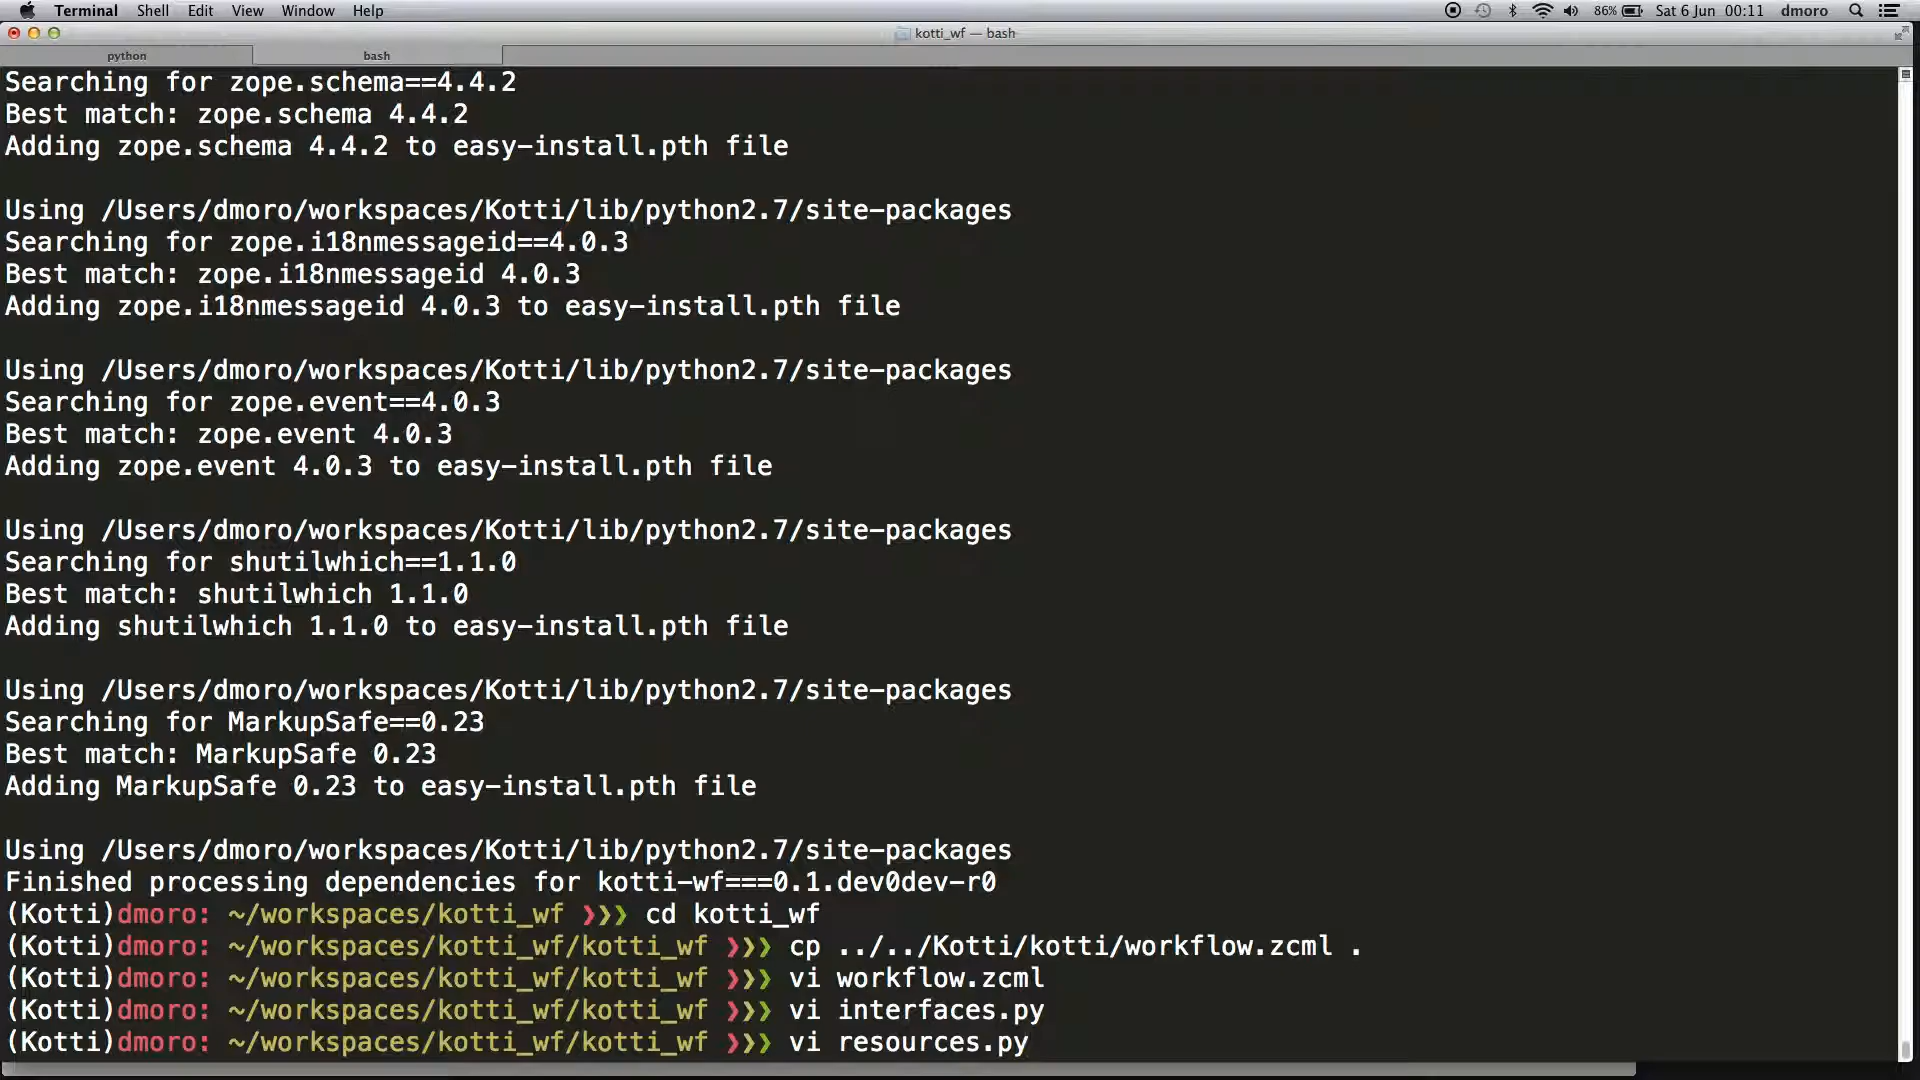 Terminal Shell Edit View Window Help 86% Sat 6 Jun 00:11 dmoro
kotti_wf — bash
python bash
Searching for zope.schema==4.4.2
Best match: zope.schema 4.4.2
Adding zope.schema 4.4.2 to easy-install.pth file
Using /Users/dmoro/workspaces/Kotti/lib/python2.7/site-packages
Searching for zope.i18nmessageid==4.0.3
Best match: zope.i18nmessageid 4.0.3
Adding zope.i18nmessageid 4.0.3 to easy-install.pth file
Using /Users/dmoro/workspaces/Kotti/lib/python2.7/site-packages
Searching for zope.event==4.0.3
Best match: zope.event 4.0.3
Adding zope.event 4.0.3 to easy-install.pth file
Using /Users/dmoro/workspaces/Kotti/lib/python2.7/site-packages
Searching for shutilwhich==1.1.0
Best match: shutilwhich 1.1.0
Adding shutilwhich 1.1.0 to easy-install.pth file
Using /Users/dmoro/workspaces/Kotti/lib/python2.7/site-packages
Searching for MarkupSafe==0.23
Best match: MarkupSafe 0.23
Adding MarkupSafe 0.23 to easy-install.pth file
Using /Users/dmoro/workspaces/Kotti/lib/python2.7/site-packages
Finished processing dependencies for kotti-wf===0.1.dev0dev-r0
(Kotti)dmoro: ~/workspaces/kotti_wf ❯❯❯ cd kotti_wf
(Kotti)dmoro: ~/workspaces/kotti_wf/kotti_wf ❯❯❯ cp ../../Kotti/kotti/workflow.zcml .
(Kotti)dmoro: ~/workspaces/kotti_wf/kotti_wf ❯❯❯ vi workflow.zcml
(Kotti)dmoro: ~/workspaces/kotti_wf/kotti_wf ❯❯❯ vi interfaces.py
(Kotti)dmoro: ~/workspaces/kotti_wf/kotti_wf ❯❯❯ vi resources.py